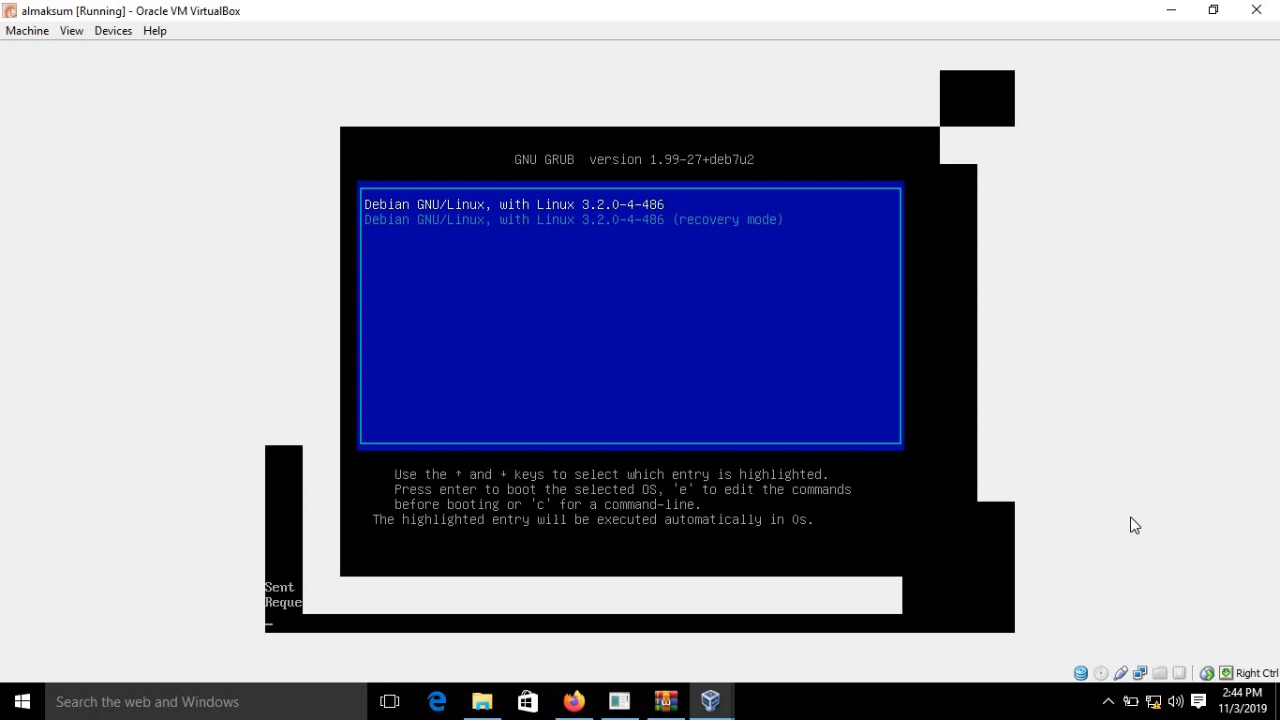 almaksum [Running] - Oracle VM VirtualBox
Machine View Devices Help
GNU GRUB version 1.99-27+deb7u2
Debian GNU/Linux, with Linux 3.2.0-4-486
Debian GNU/Linux, with Linux 3.2.0-4-486 (recovery mode)
Use the ↑ and ↓ keys to select which entry is highlighted.
Press enter to boot the selected OS, 'e' to edit the commands
before booting or 'c' for a command-line.
The highlighted entry will be executed automatically in 0s.
Sent
Reque
_
Right Ctrl
Search the web and Windows
2:44 PM
11/3/2019